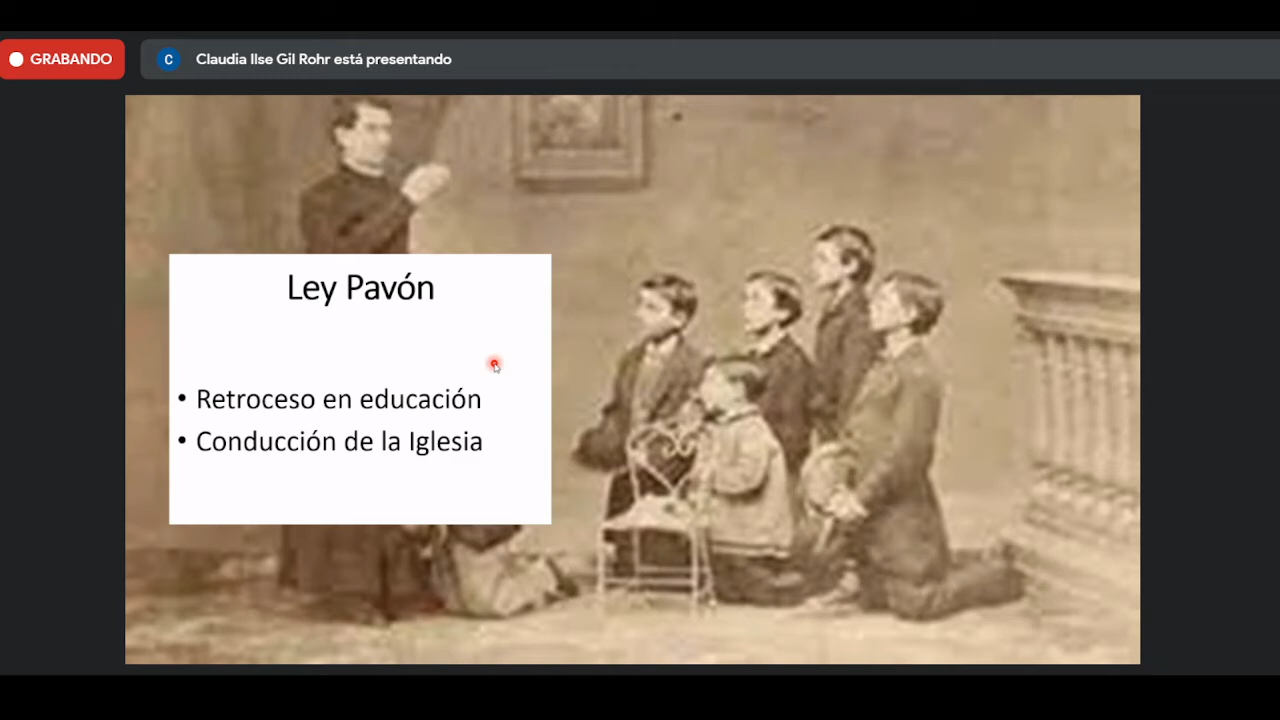 GRABANDO
C Claudia Ilse Gil Rohr está presentando
Ley Pavón
• Retroceso en educación
• Conducción de la Iglesia